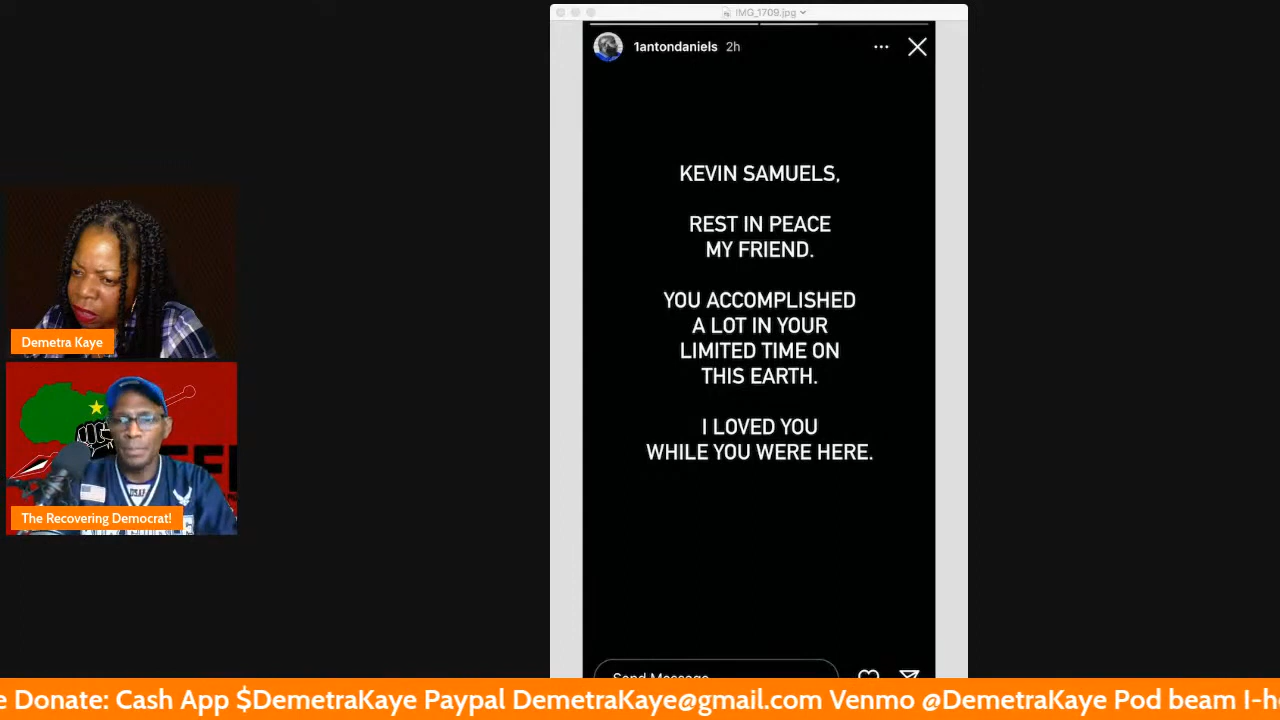 IMG_1709.jpg
1antondaniels 2h
KEVIN SAMUELS,
REST IN PEACE
MY FRIEND.
YOU ACCOMPLISHED
A LOT IN YOUR
LIMITED TIME ON
THIS EARTH.
I LOVED YOU
WHILE YOU WERE HERE.
Send Message
Demetra Kaye
The Recovering Democrat!
e Donate: Cash App $DemetraKaye Paypal DemetraKaye@gmail.com Venmo @DemetraKaye Pod beam I-h